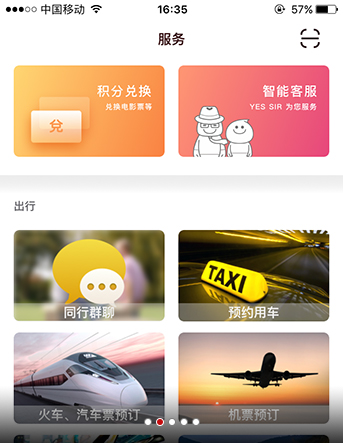 中国移动 16:35 57%
服务
积分兑换
兑换电影票等
兑
智能客服
YES SIR 为您服务
出行
同行群聊
TAXI
预约用车
火车、汽车票预订
机票预订